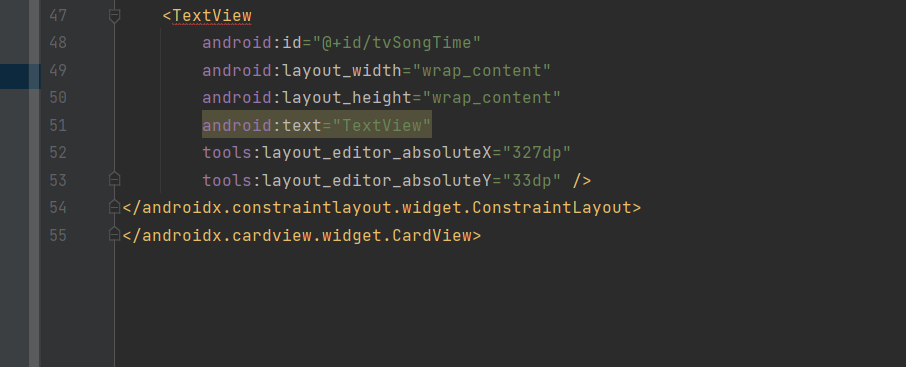 47 <TextView
48 android:id="@+id/tvSongTime"
49 android:layout_width="wrap_content"
50 android:layout_height="wrap_content"
51 android:text="TextView"
52 tools:layout_editor_absoluteX="327dp"
53 tools:layout_editor_absoluteY="33dp" />
54 </androidx.constraintlayout.widget.ConstraintLayout>
55 </androidx.cardview.widget.CardView>